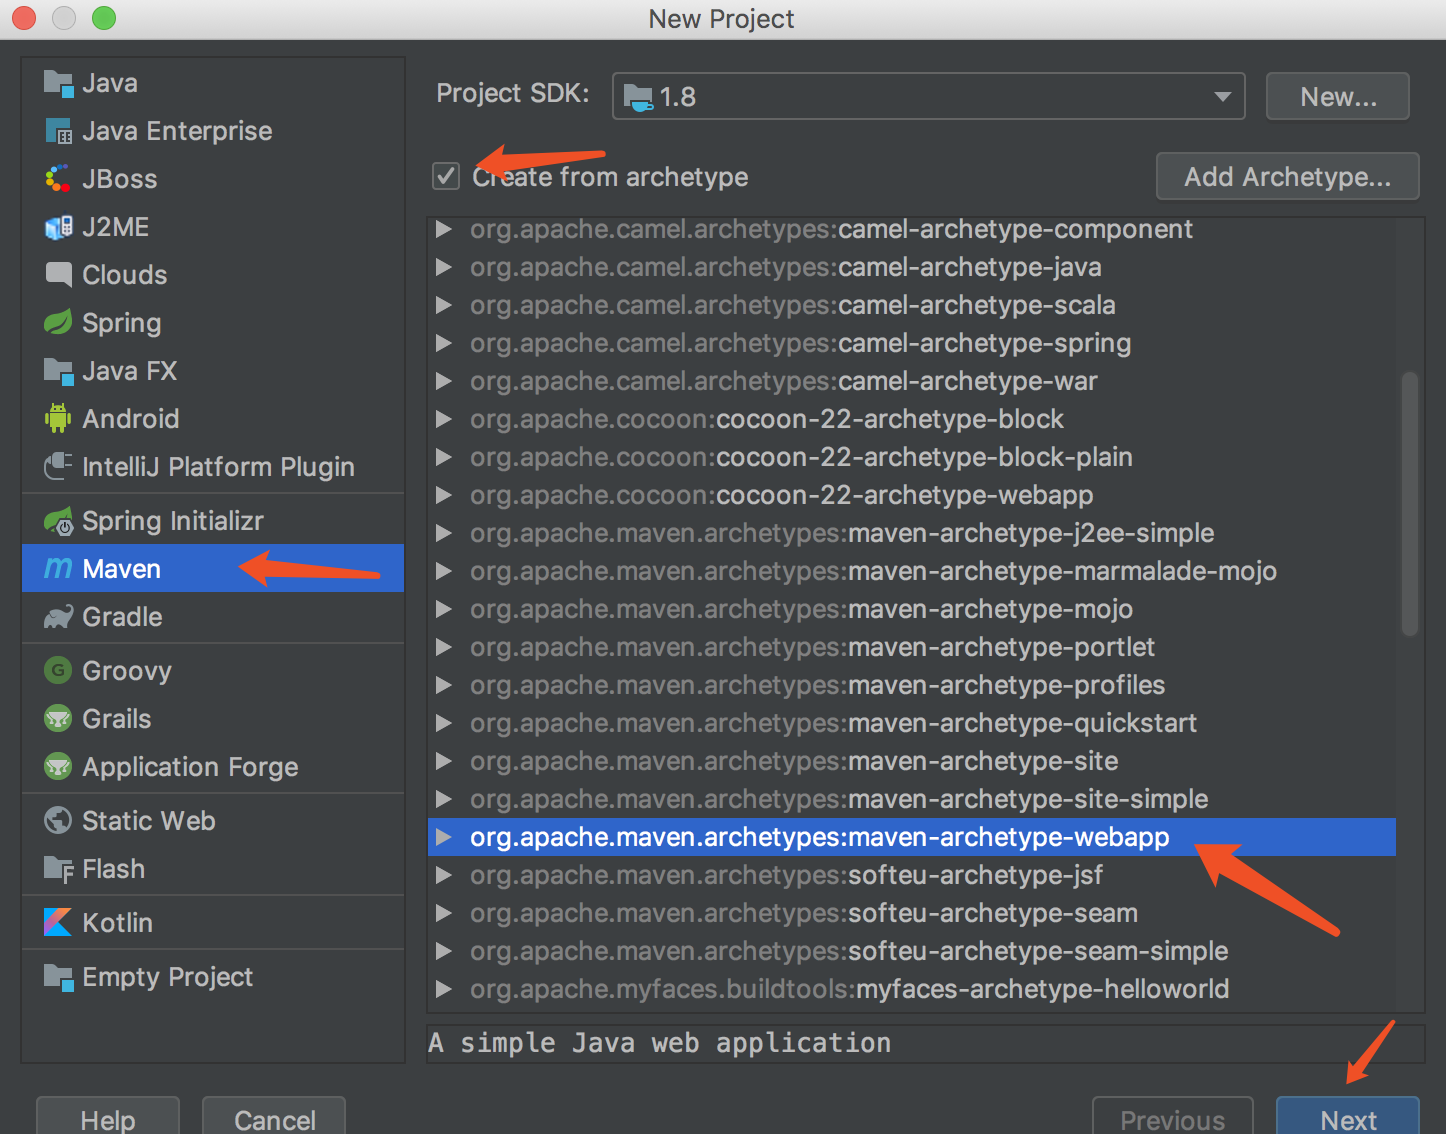 New Project
Java
Java Enterprise
JBoss
J2ME
Clouds
Spring
Java FX
Android
IntelliJ Platform Plugin
Spring Initializr
m Maven
Gradle
G Groovy
Grails
Application Forge
Static Web
Flash
Kotlin
Empty Project
Project SDK: 1.8 New...
Create from archetype Add Archetype...
org.apache.camel.archetypes:camel-archetype-component
org.apache.camel.archetypes:camel-archetype-java
org.apache.camel.archetypes:camel-archetype-scala
org.apache.camel.archetypes:camel-archetype-spring
org.apache.camel.archetypes:camel-archetype-war
org.apache.cocoon:cocoon-22-archetype-block
org.apache.cocoon:cocoon-22-archetype-block-plain
org.apache.cocoon:cocoon-22-archetype-webapp
org.apache.maven.archetypes:maven-archetype-j2ee-simple
org.apache.maven.archetypes:maven-archetype-marmalade-mojo
org.apache.maven.archetypes:maven-archetype-mojo
org.apache.maven.archetypes:maven-archetype-portlet
org.apache.maven.archetypes:maven-archetype-profiles
org.apache.maven.archetypes:maven-archetype-quickstart
org.apache.maven.archetypes:maven-archetype-site
org.apache.maven.archetypes:maven-archetype-site-simple
org.apache.maven.archetypes:maven-archetype-webapp
org.apache.maven.archetypes:softeu-archetype-jsf
org.apache.maven.archetypes:softeu-archetype-seam
org.apache.maven.archetypes:softeu-archetype-seam-simple
org.apache.myfaces.buildtools:myfaces-archetype-helloworld
A simple Java web application
Help Cancel Previous Next